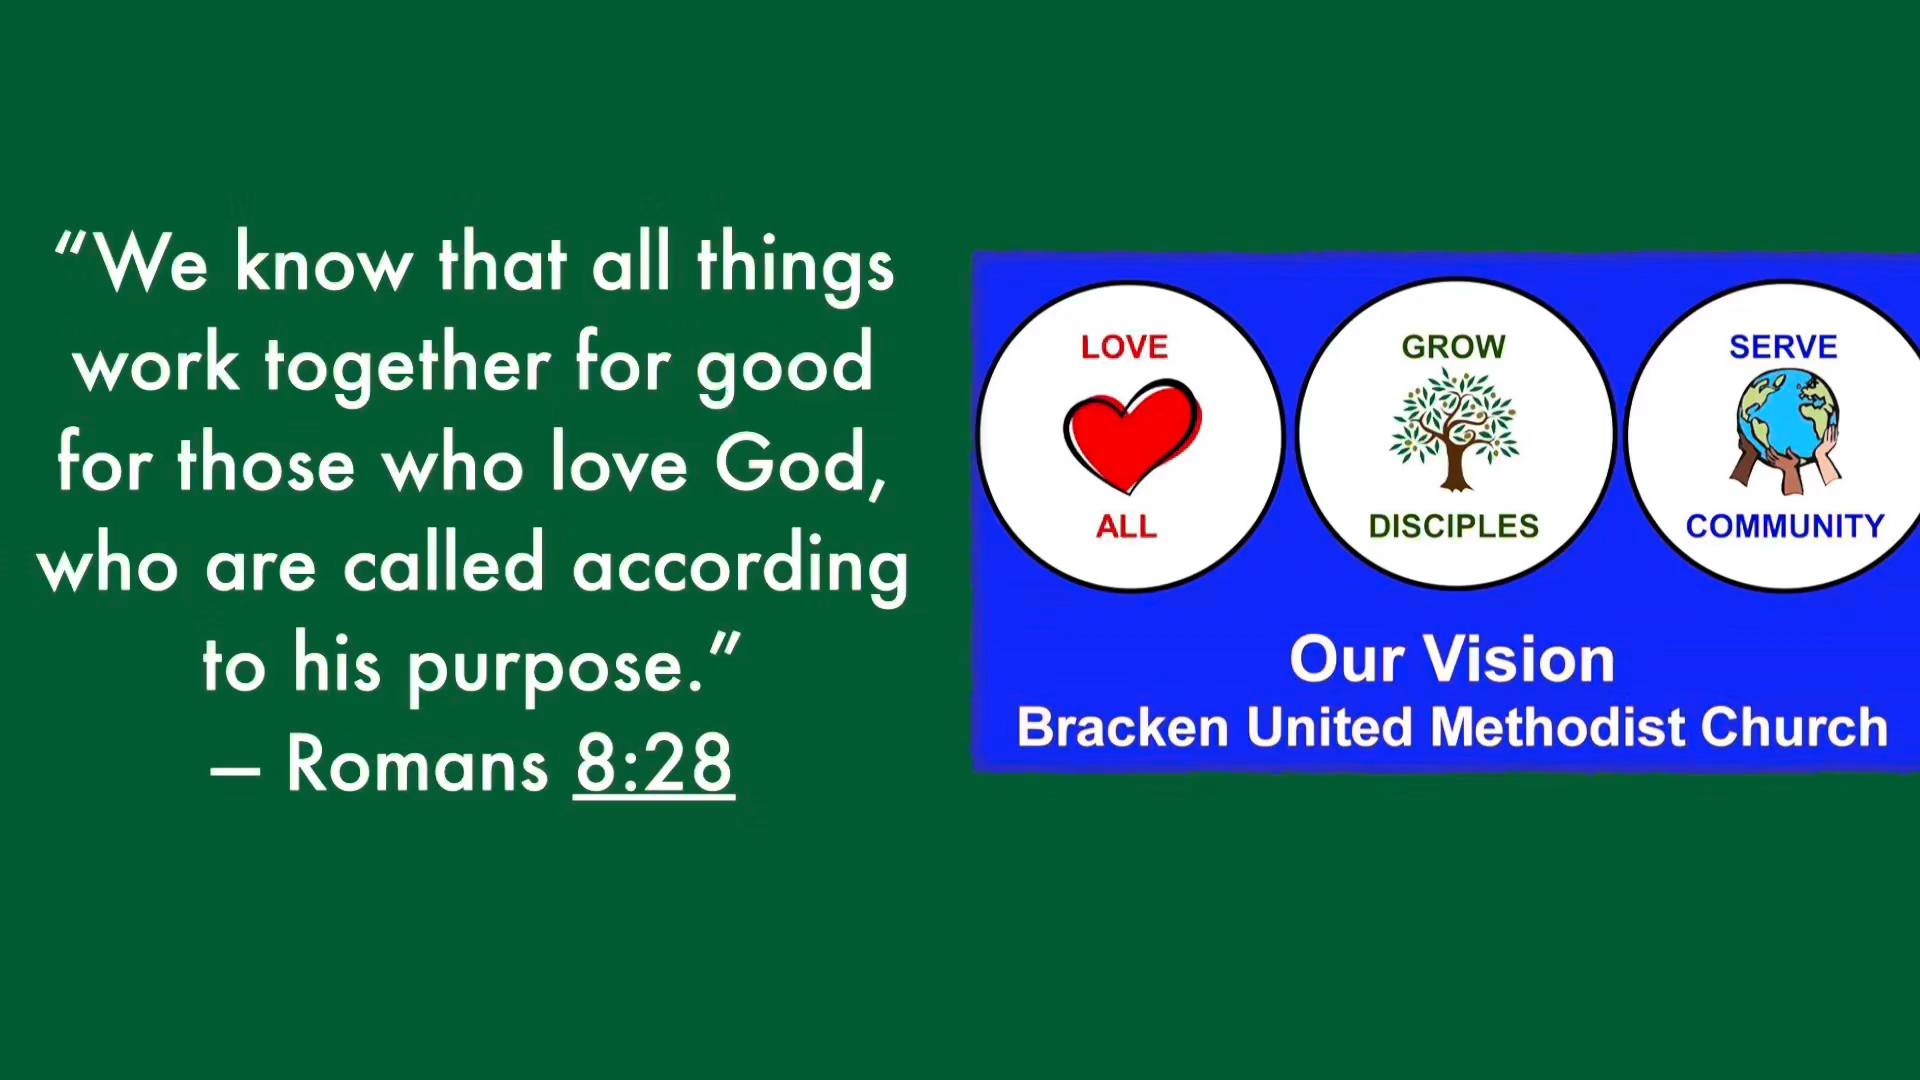 “We know that all things
work together for good
for those who love God,
who are called according
to his purpose.”
— Romans 8:28
LOVE
ALL
GROW
DISCIPLES
SERVE
COMMUNITY
Our Vision
Bracken United Methodist Church